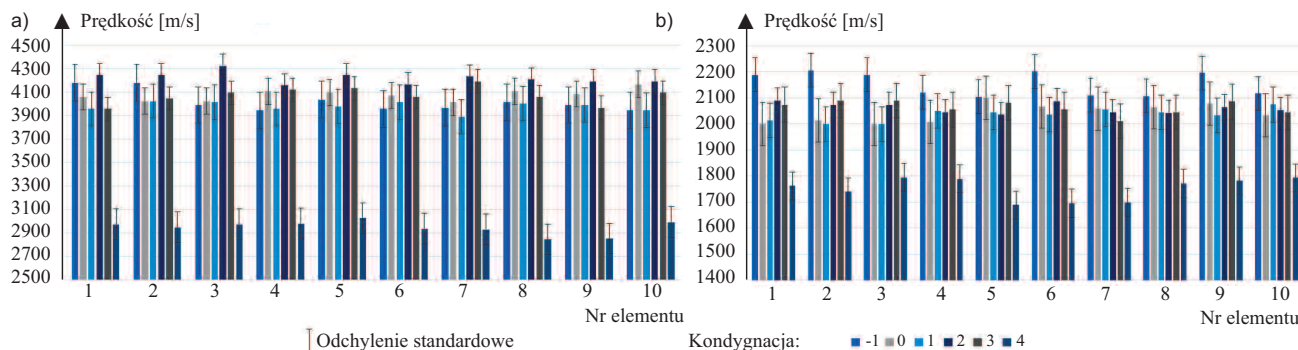 a)
Prędkość [m/s]
4500
4300
4100
3900
3700
3500
3300
3100
2900
2700
2500
1 2 3 4 5 6 7 8 9 10
Nr elementu
b)
Prędkość [m/s]
2300
2200
2100
2000
1900
1800
1700
1600
1500
1400
1 2 3 4 5 6 7 8 9 10
Nr elementu
Odchylenie standardowe
Kondygnacja: -1 0 1 2 3 4